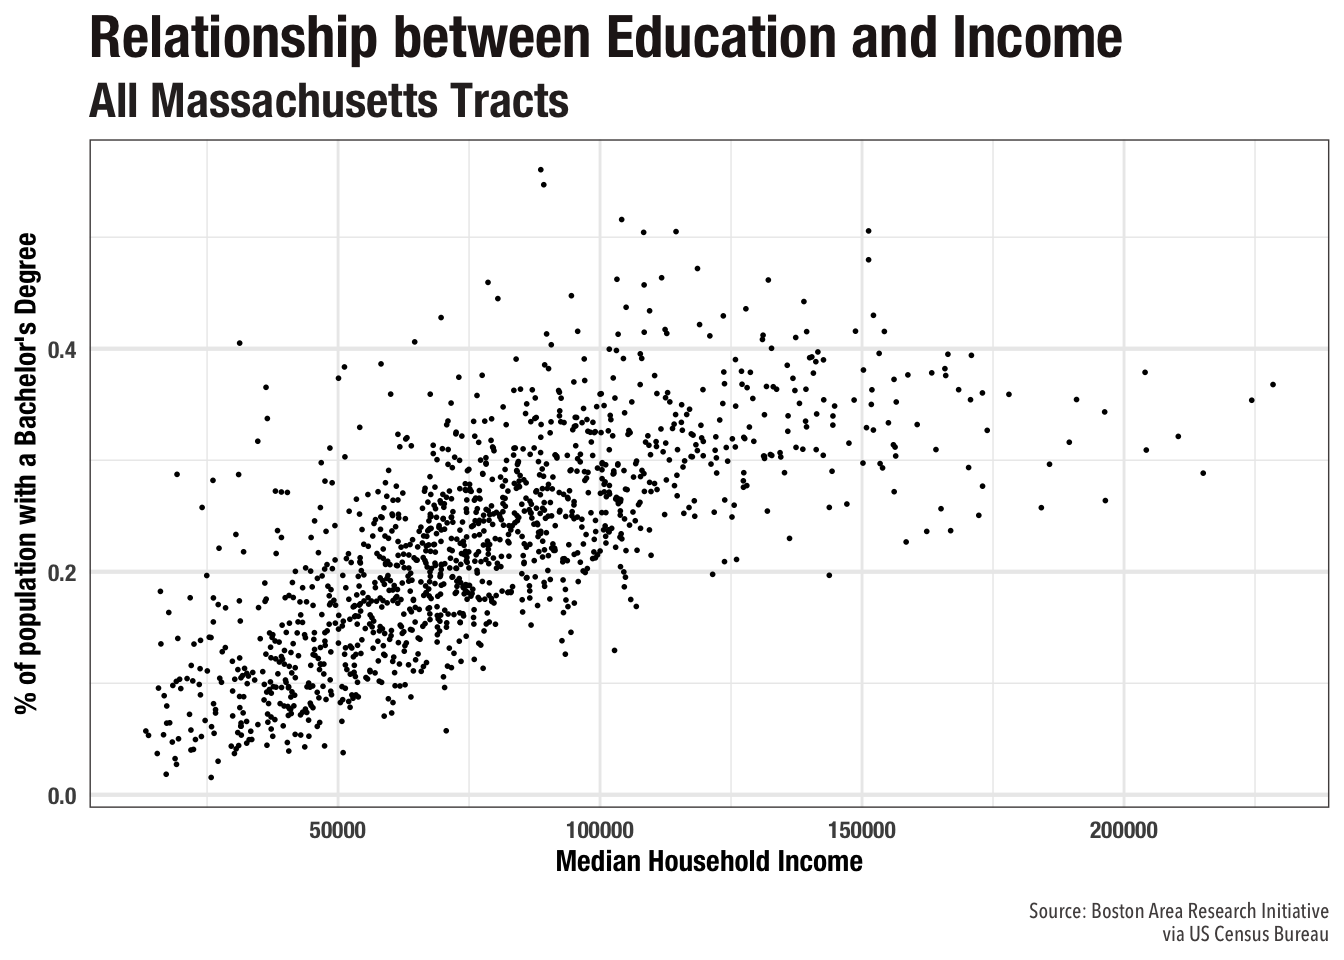 Relationship between Education and Income
All Massachusetts Tracts
% of population with a Bachelor's Degree
0.4
0.2
0.0
50000
100000
150000
200000
Median Household Income
Source: Boston Area Research Initiative
via US Census Bureau